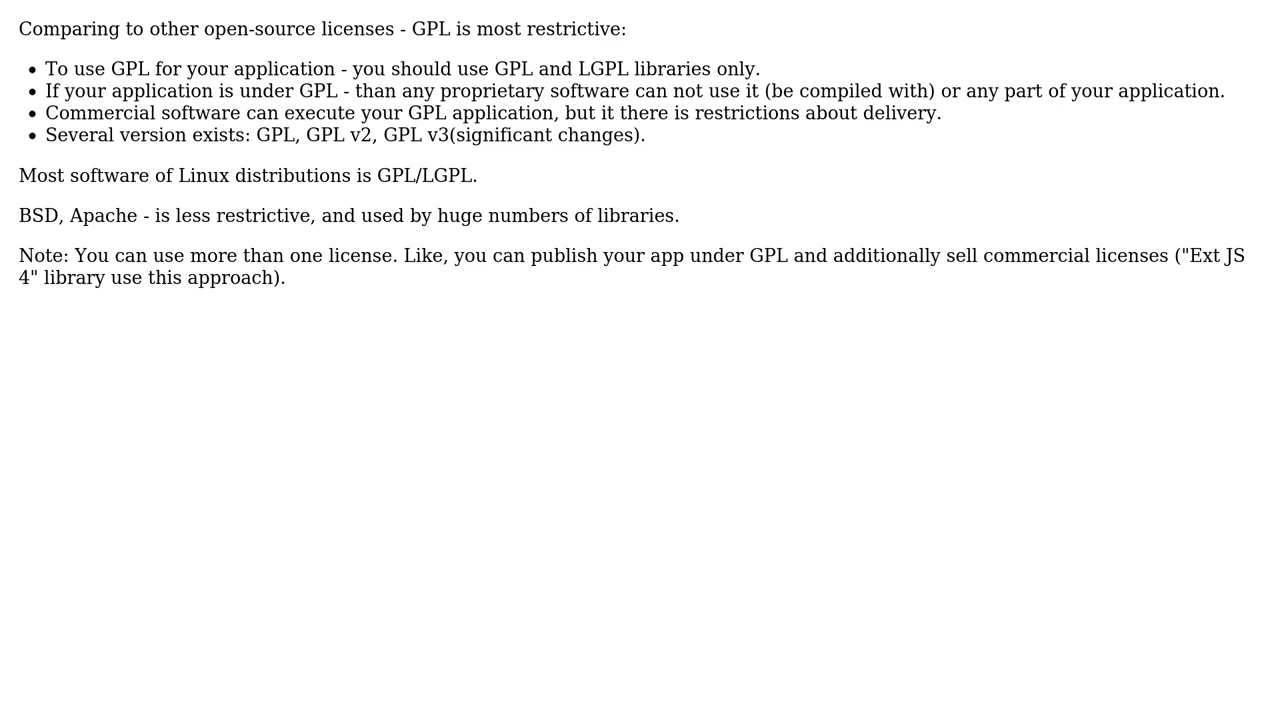 Comparing to other open-source licenses - GPL is most restrictive:
• To use GPL for your application - you should use GPL and LGPL libraries only.
• If your application is under GPL - than any proprietary software can not use it (be compiled with) or any part of your application.
• Commercial software can execute your GPL application, but it there is restrictions about delivery.
• Several version exists: GPL, GPL v2, GPL v3(significant changes).
Most software of Linux distributions is GPL/LGPL.
BSD, Apache - is less restrictive, and used by huge numbers of libraries.
Note: You can use more than one license. Like, you can publish your app under GPL and additionally sell commercial licenses ("Ext JS
4" library use this approach).